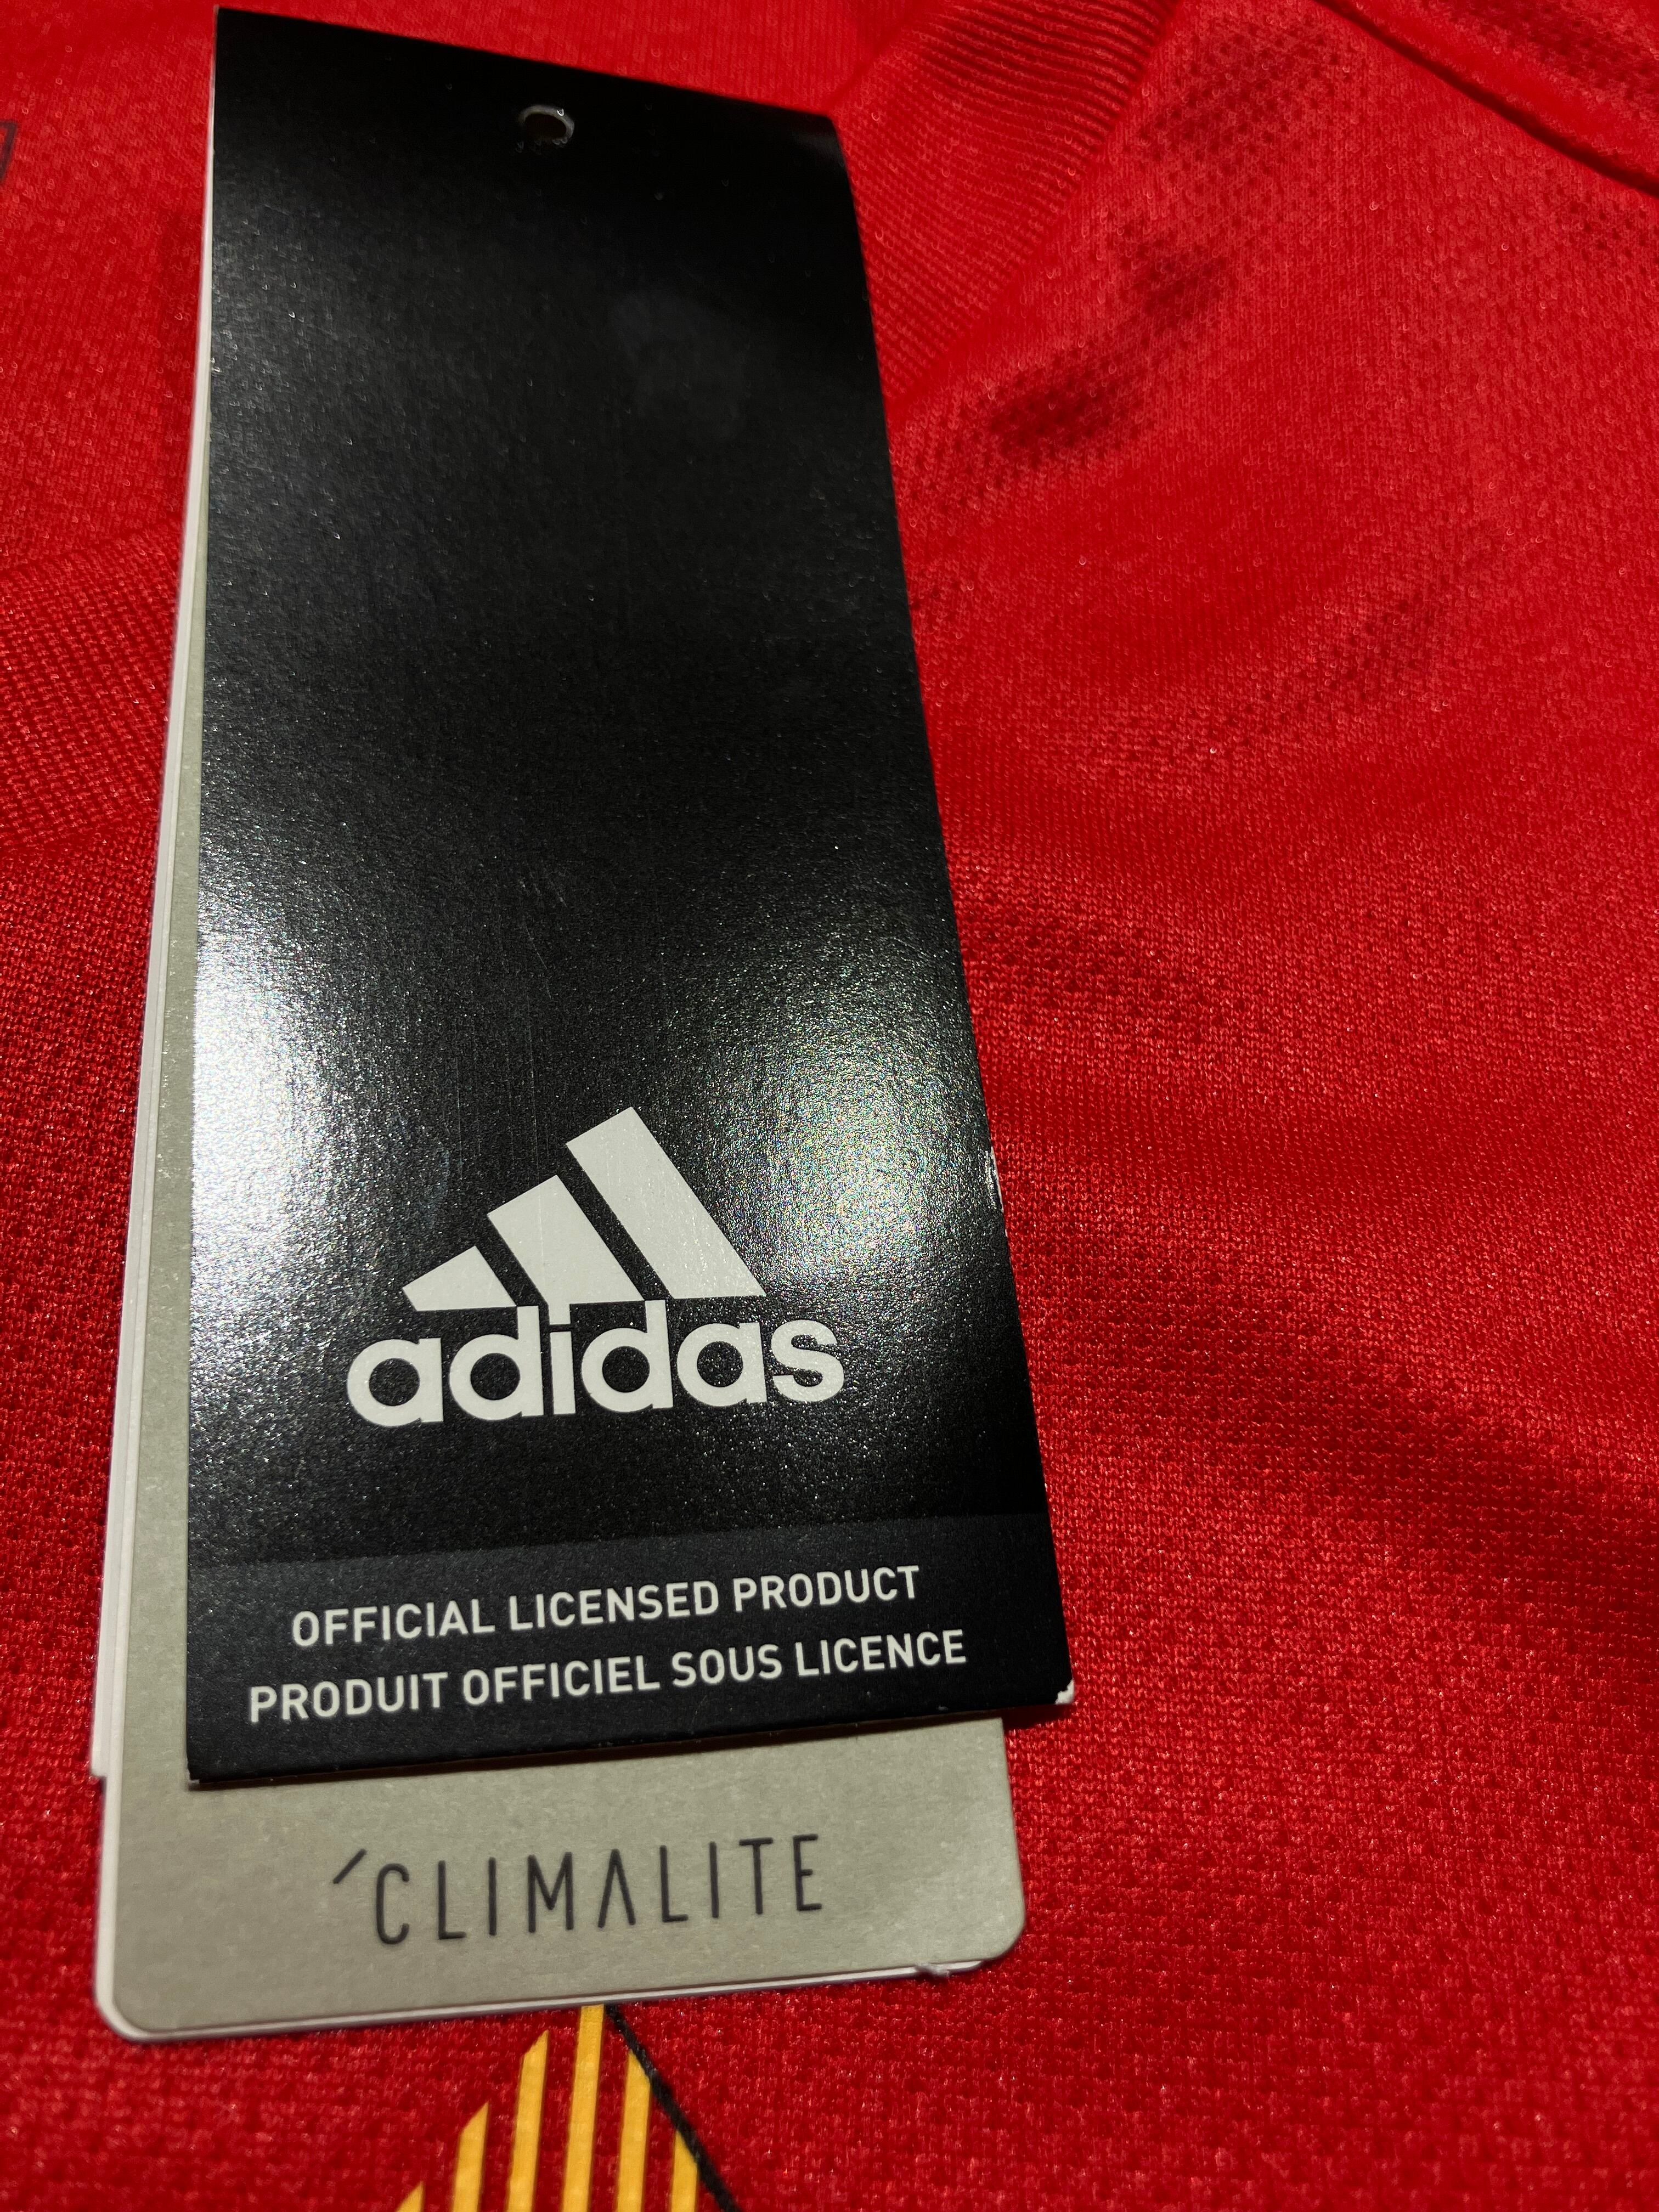 adidas
OFFICIAL LICENSED PRODUCT
PRODUIT OFFICIEL SOUS LICENCE
CLIMALITE